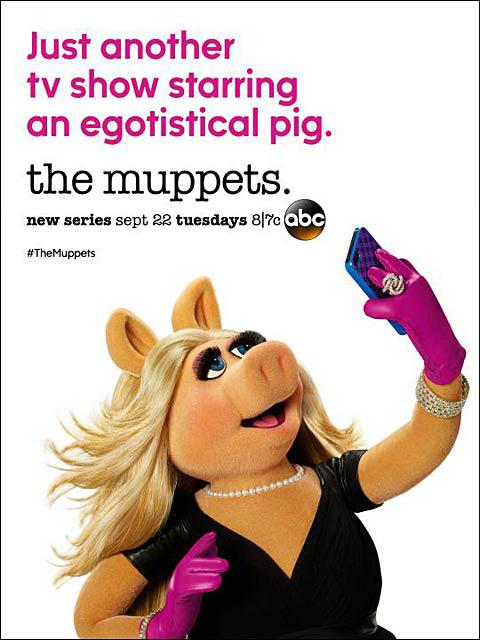 Just another
tv show starring
an egotistical pig.
the muppets.
new series sept 22 tuesdays 8|7c abc
#TheMuppets